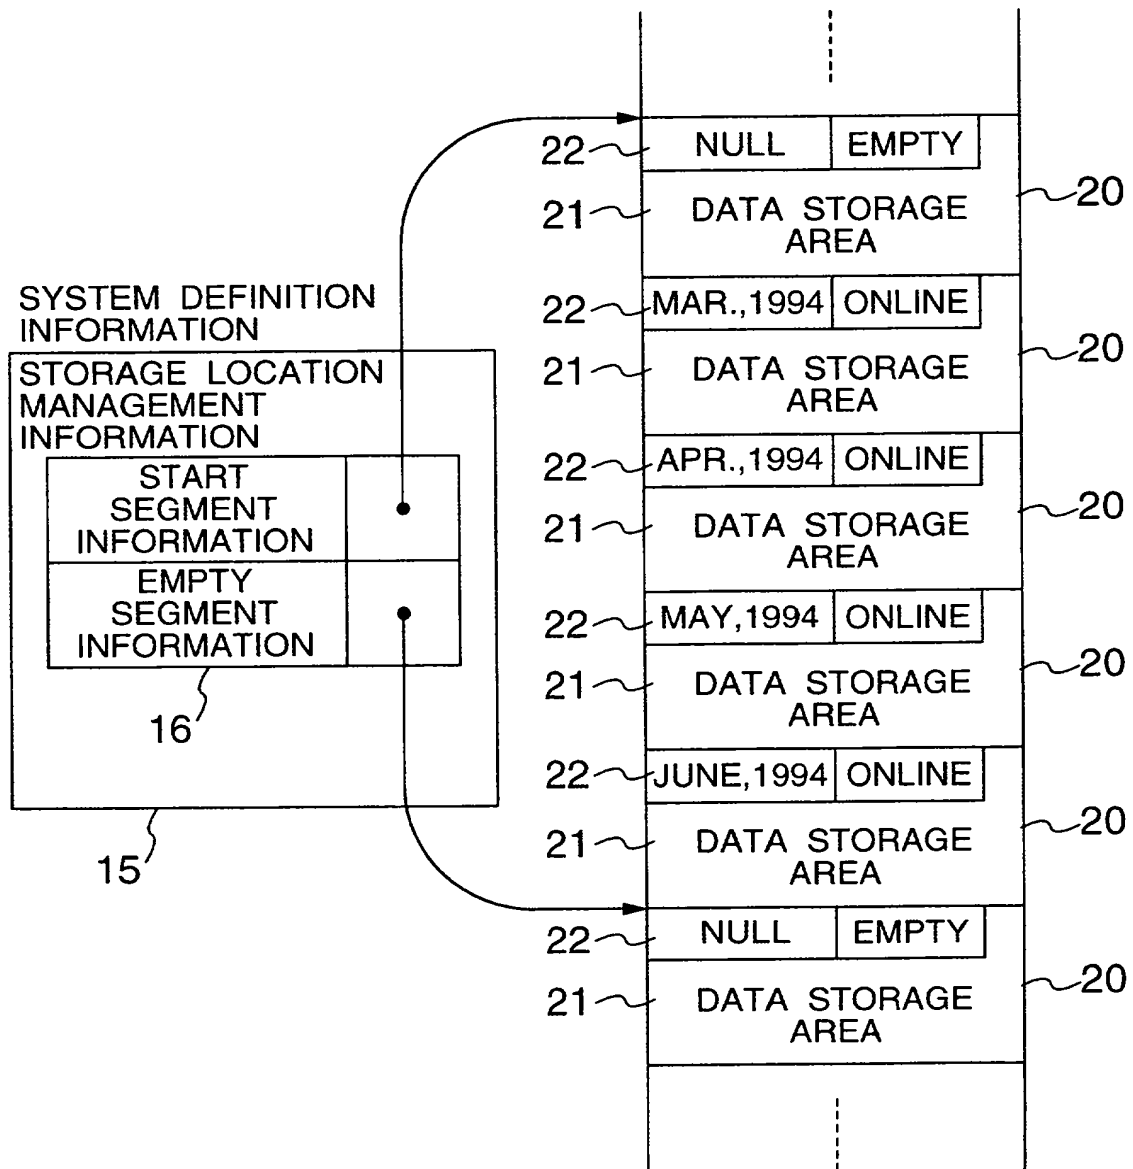 SYSTEM DEFINITION
INFORMATION
STORAGE LOCATION
MANAGEMENT
INFORMATION
START
SEGMENT
INFORMATION
EMPTY
SEGMENT
INFORMATION
16
15
22 NULL EMPTY
20
21 DATA STORAGE
AREA
22 MAR.,1994 ONLINE
20
21 DATA STORAGE
AREA
22 APR.,1994 ONLINE
20
21 DATA STORAGE
AREA
22 MAY,1994 ONLINE
20
21 DATA STORAGE
AREA
22 JUNE,1994 ONLINE
20
21 DATA STORAGE
AREA
22 NULL EMPTY
20
21 DATA STORAGE
AREA